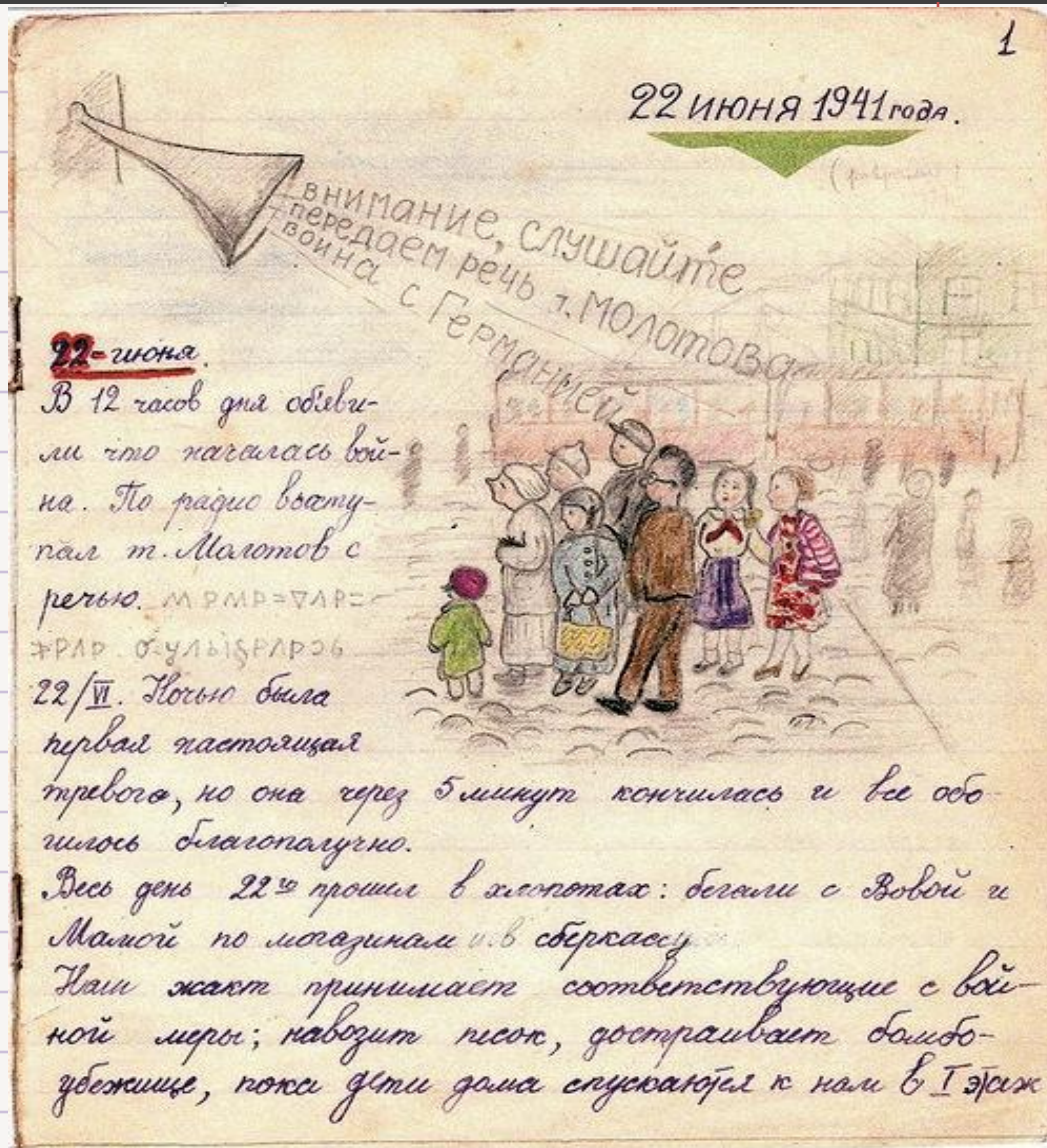 1
22 ИЮНЯ 1941 года.
ВНИМАНИЕ, СЛУШАЙТЕ
ПЕРЕДАЕМ РЕЧЬ т. МОЛОТОВА
ВОЙНА С ГЕРМАНИЕЙ
22-июня.
В 12 часов дня объяви-
ли что началась вой-
на. По радио высту-
пал т. Молотов с
речью.
22/VI. Ночью была
первая настоящая
тревога, но она через 5 минут кончилась и все обо-
шлось благополучно.
Весь день 22го прошел в хлопотах: бегали с Вовой и
Мамой по магазинам и в сберкассу
Наш жакт принимает соответствующие с вой-
ной меры; навозит песок, достраивает бомбо-
убежище, пока дети дома спускаются к нам в I этаж